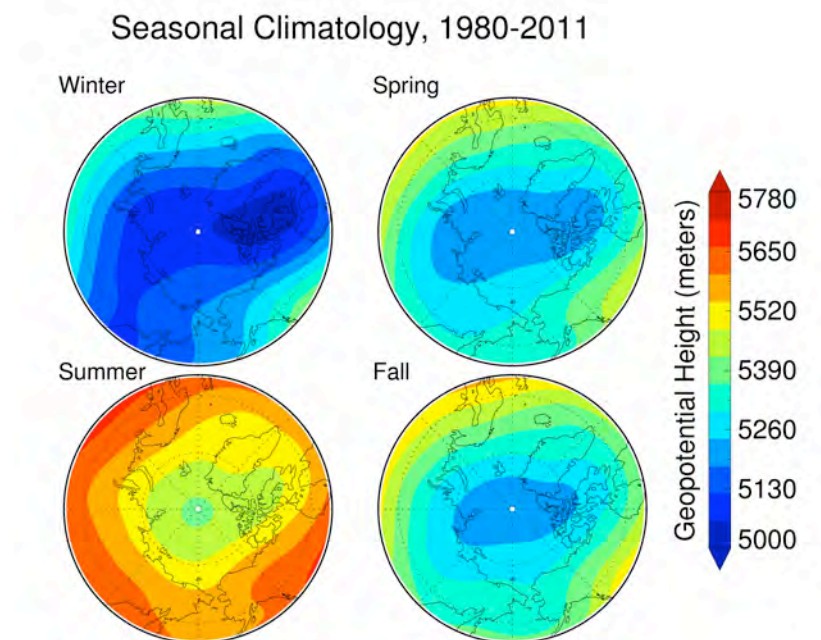 Seasonal Climatology, 1980-2011
Winter
Spring
Summer
Fall
5780
5650
5520
5390
5260
5130
5000
Geopotential Height (meters)